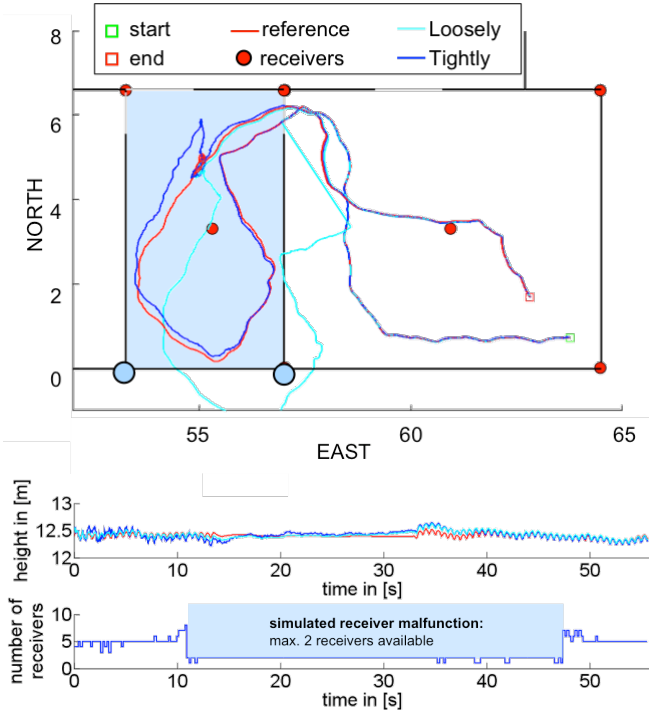 start reference Loosely
end receivers Tightly
8
6
4
2
0
NORTH
55 60 65
EAST
13
12.5
12
height in [m]
0 10 20 30 40 50
time in [s]
10
5
0
number of
receivers
simulated receiver malfunction:
max. 2 receivers available
0 10 20 30 40 50
time in [s]